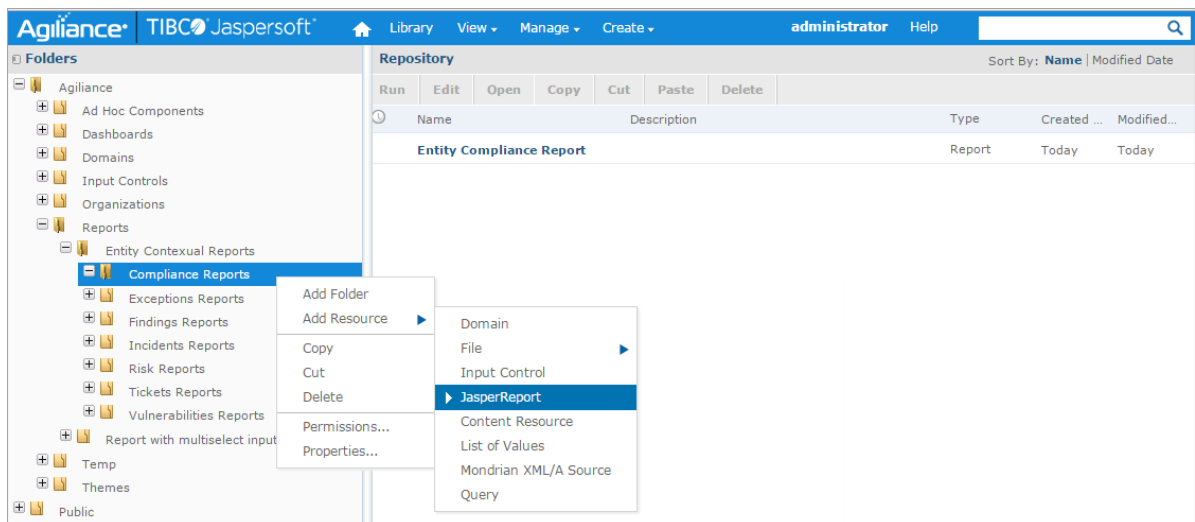 Agiliance TIBCO Jaspersoft Library View Manage Create administrator Help
Folders
Repository Sort By: Name | Modified Date
Agiliance
Run Edit Open Copy Cut Paste Delete
Ad Hoc Components
Name Description Type Created ... Modified...
Dashboards
Entity Compliance Report Report Today Today
Domains
Input Controls
Organizations
Reports
Entity Contexual Reports
Compliance Reports
Exceptions Reports
Findings Reports
Incidents Reports
Risk Reports
Tickets Reports
Vulnerabilities Reports
Report with multiselect input
Temp
Themes
Public
Add Folder
Add Resource
Copy
Cut
Delete
Permissions...
Properties...
Domain
File
Input Control
JasperReport
Content Resource
List of Values
Mondrian XML/A Source
Query